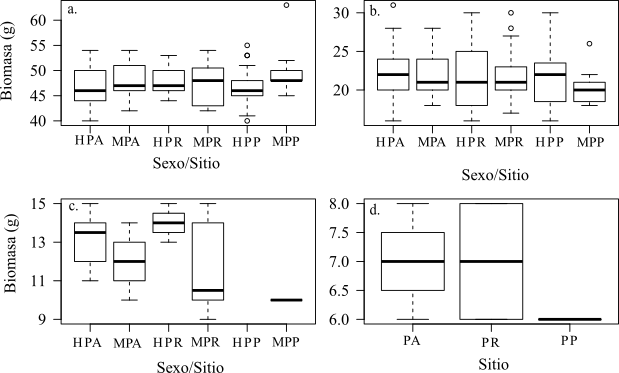 a.
Biomasa (g)
60
55
50
45
40
HPA MPA HPR MPR HPP MPP
Sexo/Sitio
b.
Biomasa (g)
30
25
20
HPA MPA HPR MPR HPP MPP
Sexo/Sitio
c.
Biomasa (g)
15
13
11
9
HPA MPA HPR MPR HPP MPP
Sexo/Sitio
d.
8.0
7.5
7.0
6.5
6.0
PA PR PP
Sitio